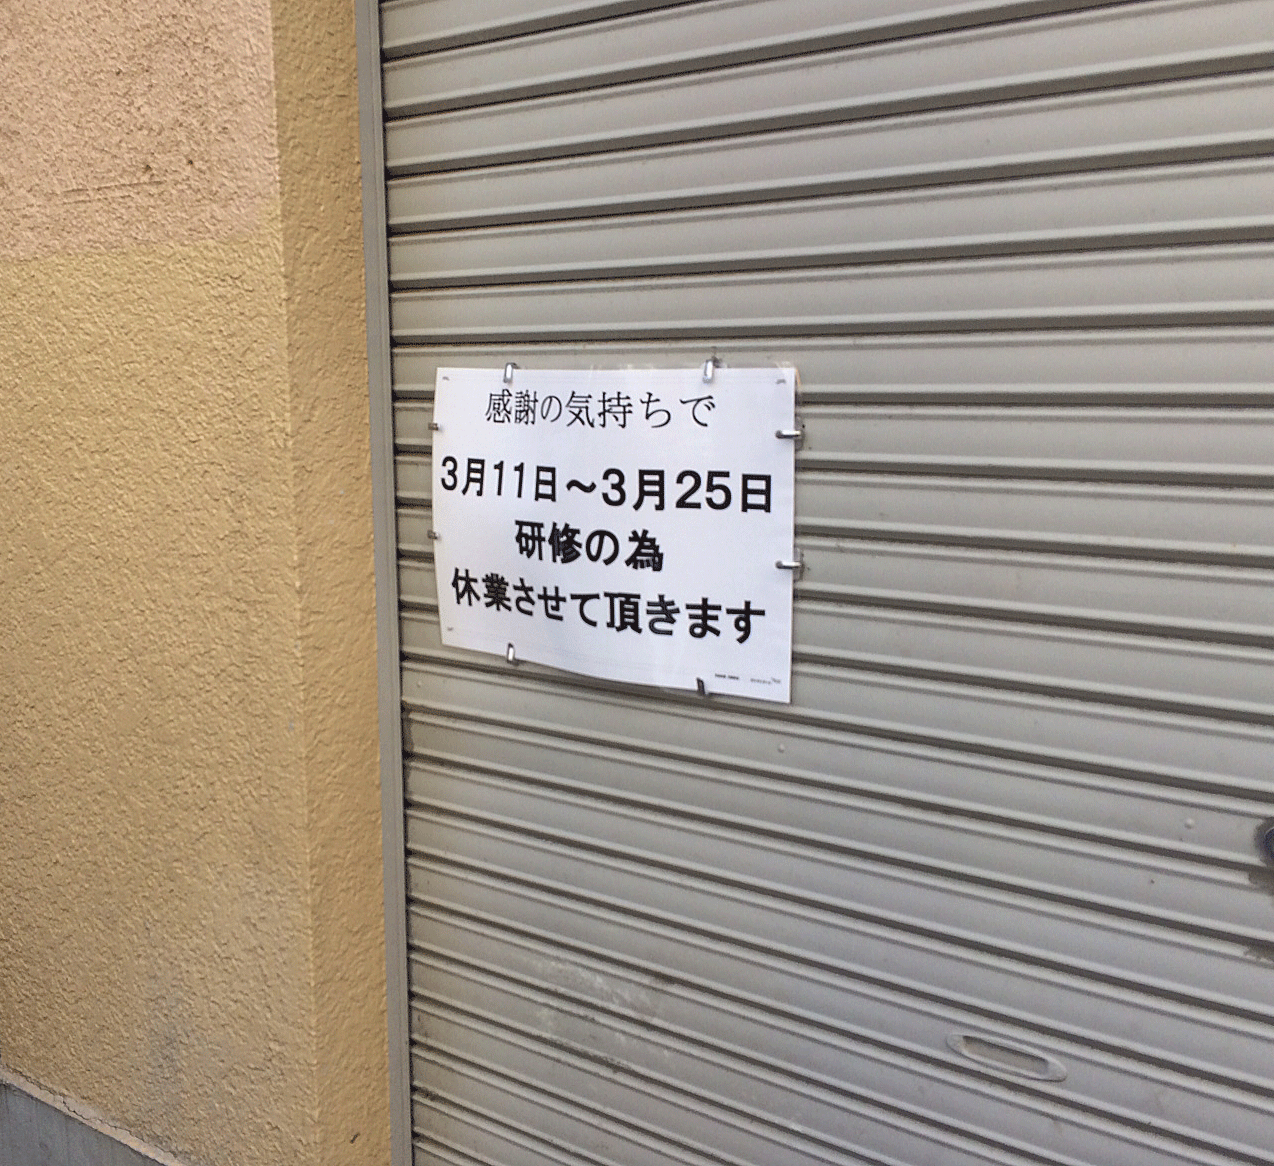 感謝の気持ちで
3月11日～3月25日
研修の為
休業させて頂きます